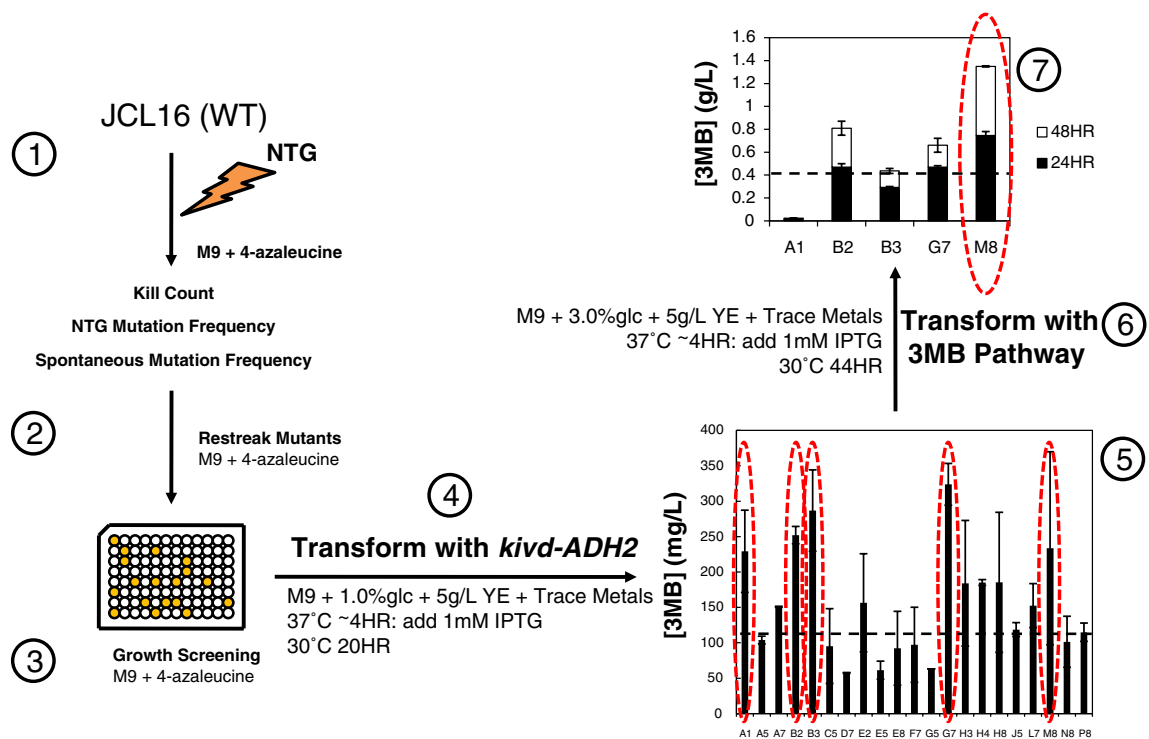 1
JCL16 (WT)
NTG
M9 + 4-azaleucine
Kill Count
NTG Mutation Frequency
Spontaneous Mutation Frequency
2
Restreak Mutants
M9 + 4-azaleucine
3
Growth Screening
M9 + 4-azaleucine
4
Transform with kivd-ADH2
M9 + 1.0%glc + 5g/L YE + Trace Metals
37˚C ~4HR: add 1mM IPTG
30˚C 20HR
5
[3MB] (mg/L)
400
350
300
250
200
150
100
50
0
A1 A5 A7 B2 B3 C5 D7 E2 E5 E8 F7 G5 G7 H3 H4 H8 J5 L7 M8 N8 P8
6
Transform with
3MB Pathway
M9 + 3.0%glc + 5g/L YE + Trace Metals
37˚C ~4HR: add 1mM IPTG
30˚C 44HR
7
[3MB] (g/L)
1.6
1.4
1.2
1
0.8
0.6
0.4
0.2
0
A1 B2 B3 G7 M8
48HR
24HR